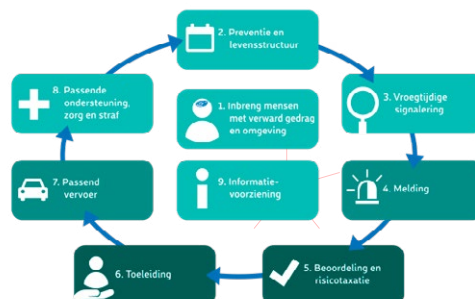 2. Preventie en
levensstructuur
3. Vroegtijdige
signalering
4. Melding
5. Beoordeling en
risicotaxatie
6. Toeleiding
7. Passend
vervoer
8. Passende
ondersteuning,
zorg en straf
1. Inbreng mensen
met verward gedrag
en omgeving
9. Informatie-
voorziening